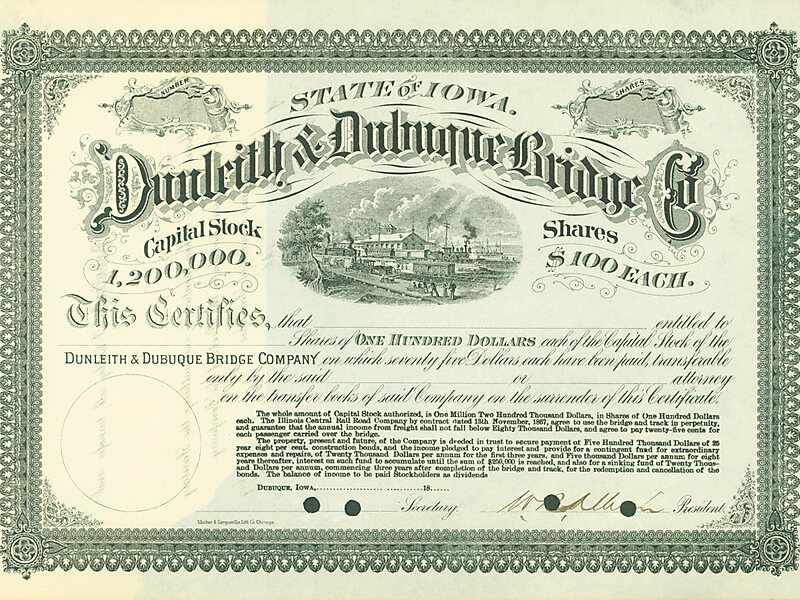 NUMBER
SHARES
STATE OF IOWA.
Dunleith & Dubuque Bridge Co
Capital Stock
1,200,000.
Shares
$100 EACH.
This Certifies, that entitled to
Shares of ONE HUNDRED DOLLARS each of the Capital Stock of the
DUNLEITH & DUBUQUE BRIDGE COMPANY on which seventy five Dollars each have been paid, transferable
only by the said or attorney
on the transfer books of said Company on the surrender of this Certificate.
The whole amount of Capital Stock authorized, is One Million Two Hundred Thousand Dollars, in Shares of One Hundred Dollars
each. The Illinois Central Rail Road Company by contract dated 13th November, 1867, agree to use the bridge and track in perpetuity,
and guarantee that the annual income from freight shall not fall below Eighty Thousand Dollars, and agree to pay twenty five cents for
each passenger carried over the bridge.
The property, present and future, of the Company is deeded in trust to secure payment of Five Hundred Thousand Dollars of 25
year eight per cent. construction bonds, and the income pledged to pay interest and provide for a contingent fund for extraordinary
expenses and repairs, of Twenty Thousand Dollars per annum for the first three years, and Five thousand Dollars per annum for eight
years thereafter, interest on such fund to accumulate until the sum of $250,000 is reached, and also for a sinking fund of Twenty Thous-
and Dollars per annum, commencing three years after completion of the bridge and track, for the redemption and cancellation of the
bonds. The balance of income to be paid Stockholders as dividends
DUBUQUE, IOWA, 18
Secretary. President
Shober & Carqueville, Lith. Co. Chicago.